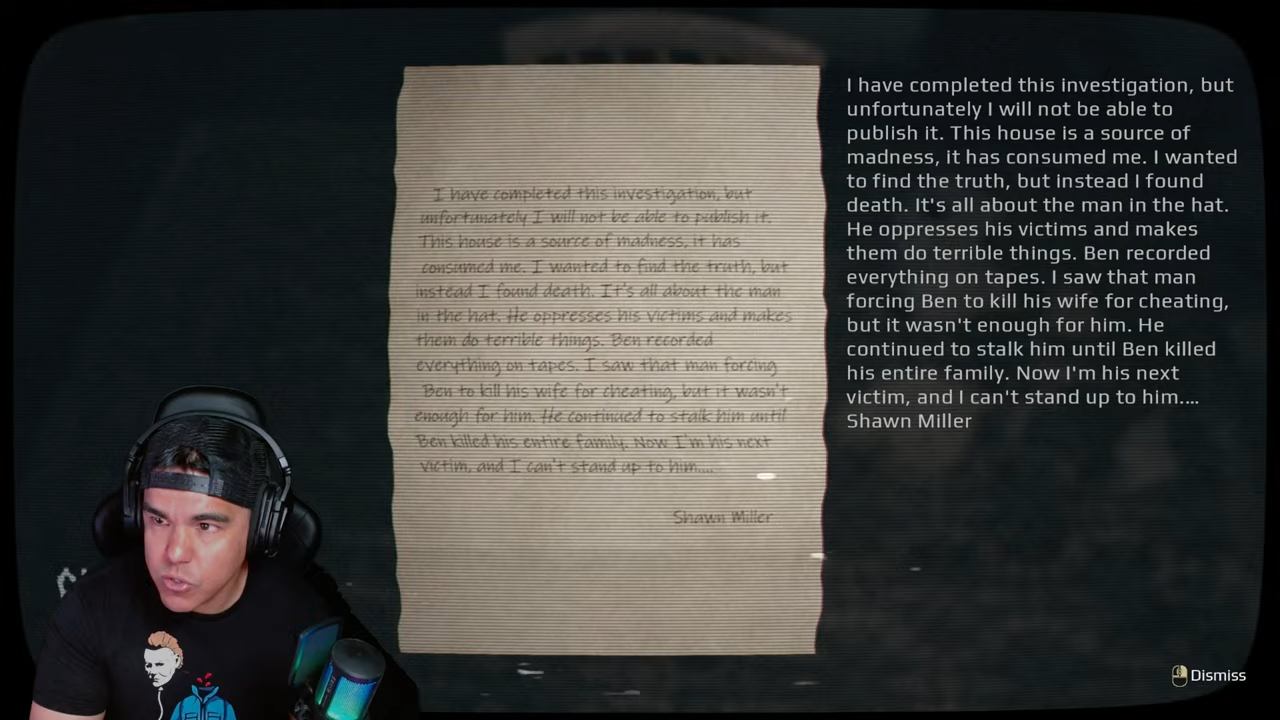 I have completed this investigation, but
unfortunately I will not be able to publish it.
This house is a source of madness, it has
consumed me. I wanted to find the truth, but
instead I found death. It's all about the man
in the hat. He oppresses his victims and makes
them do terrible things. Ben recorded
everything on tapes. I saw that man forcing
Ben to kill his wife for cheating, but it wasn't
enough for him. He continued to stalk him until
Ben killed his entire family. Now I'm his next
victim, and I can't stand up to him....
Shawn Miller
I have completed this investigation, but
unfortunately I will not be able to
publish it. This house is a source of
madness, it has consumed me. I wanted
to find the truth, but instead I found
death. It's all about the man in the hat.
He oppresses his victims and makes
them do terrible things. Ben recorded
everything on tapes. I saw that man
forcing Ben to kill his wife for cheating,
but it wasn't enough for him. He
continued to stalk him until Ben killed
his entire family. Now I'm his next
victim, and I can't stand up to him....
Shawn Miller
Dismiss